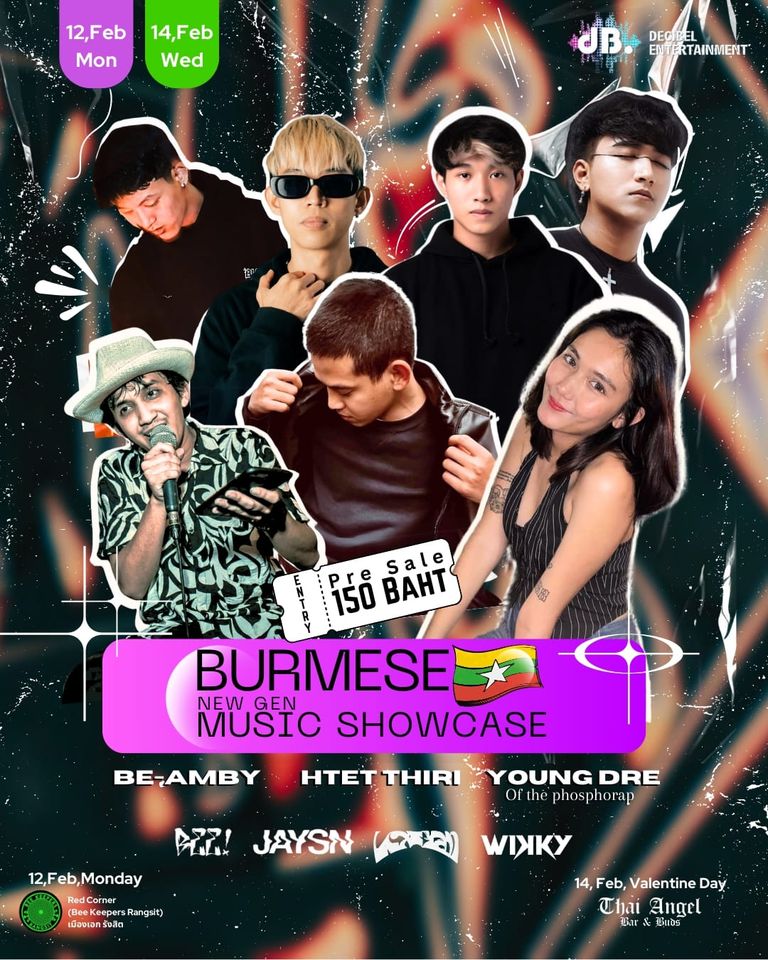 12,Feb
Mon
14,Feb
Wed
dB.
DECIBEL
ENTERTAINMENT
ENTRY
Pre Sale
150 BAHT
BURMESE
NEW GEN
MUSIC SHOWCASE
BE-AMBY HTET THIRI YOUNG DRE
Of the phosphorap
BEZ! JAYSN WIKKY
12,Feb,Monday
Red Corner
(Bee Keepers Rangsit)
เมืองเอก รังสิต
14, Feb, Valentine Day
Thai Angel
Bar & Buds